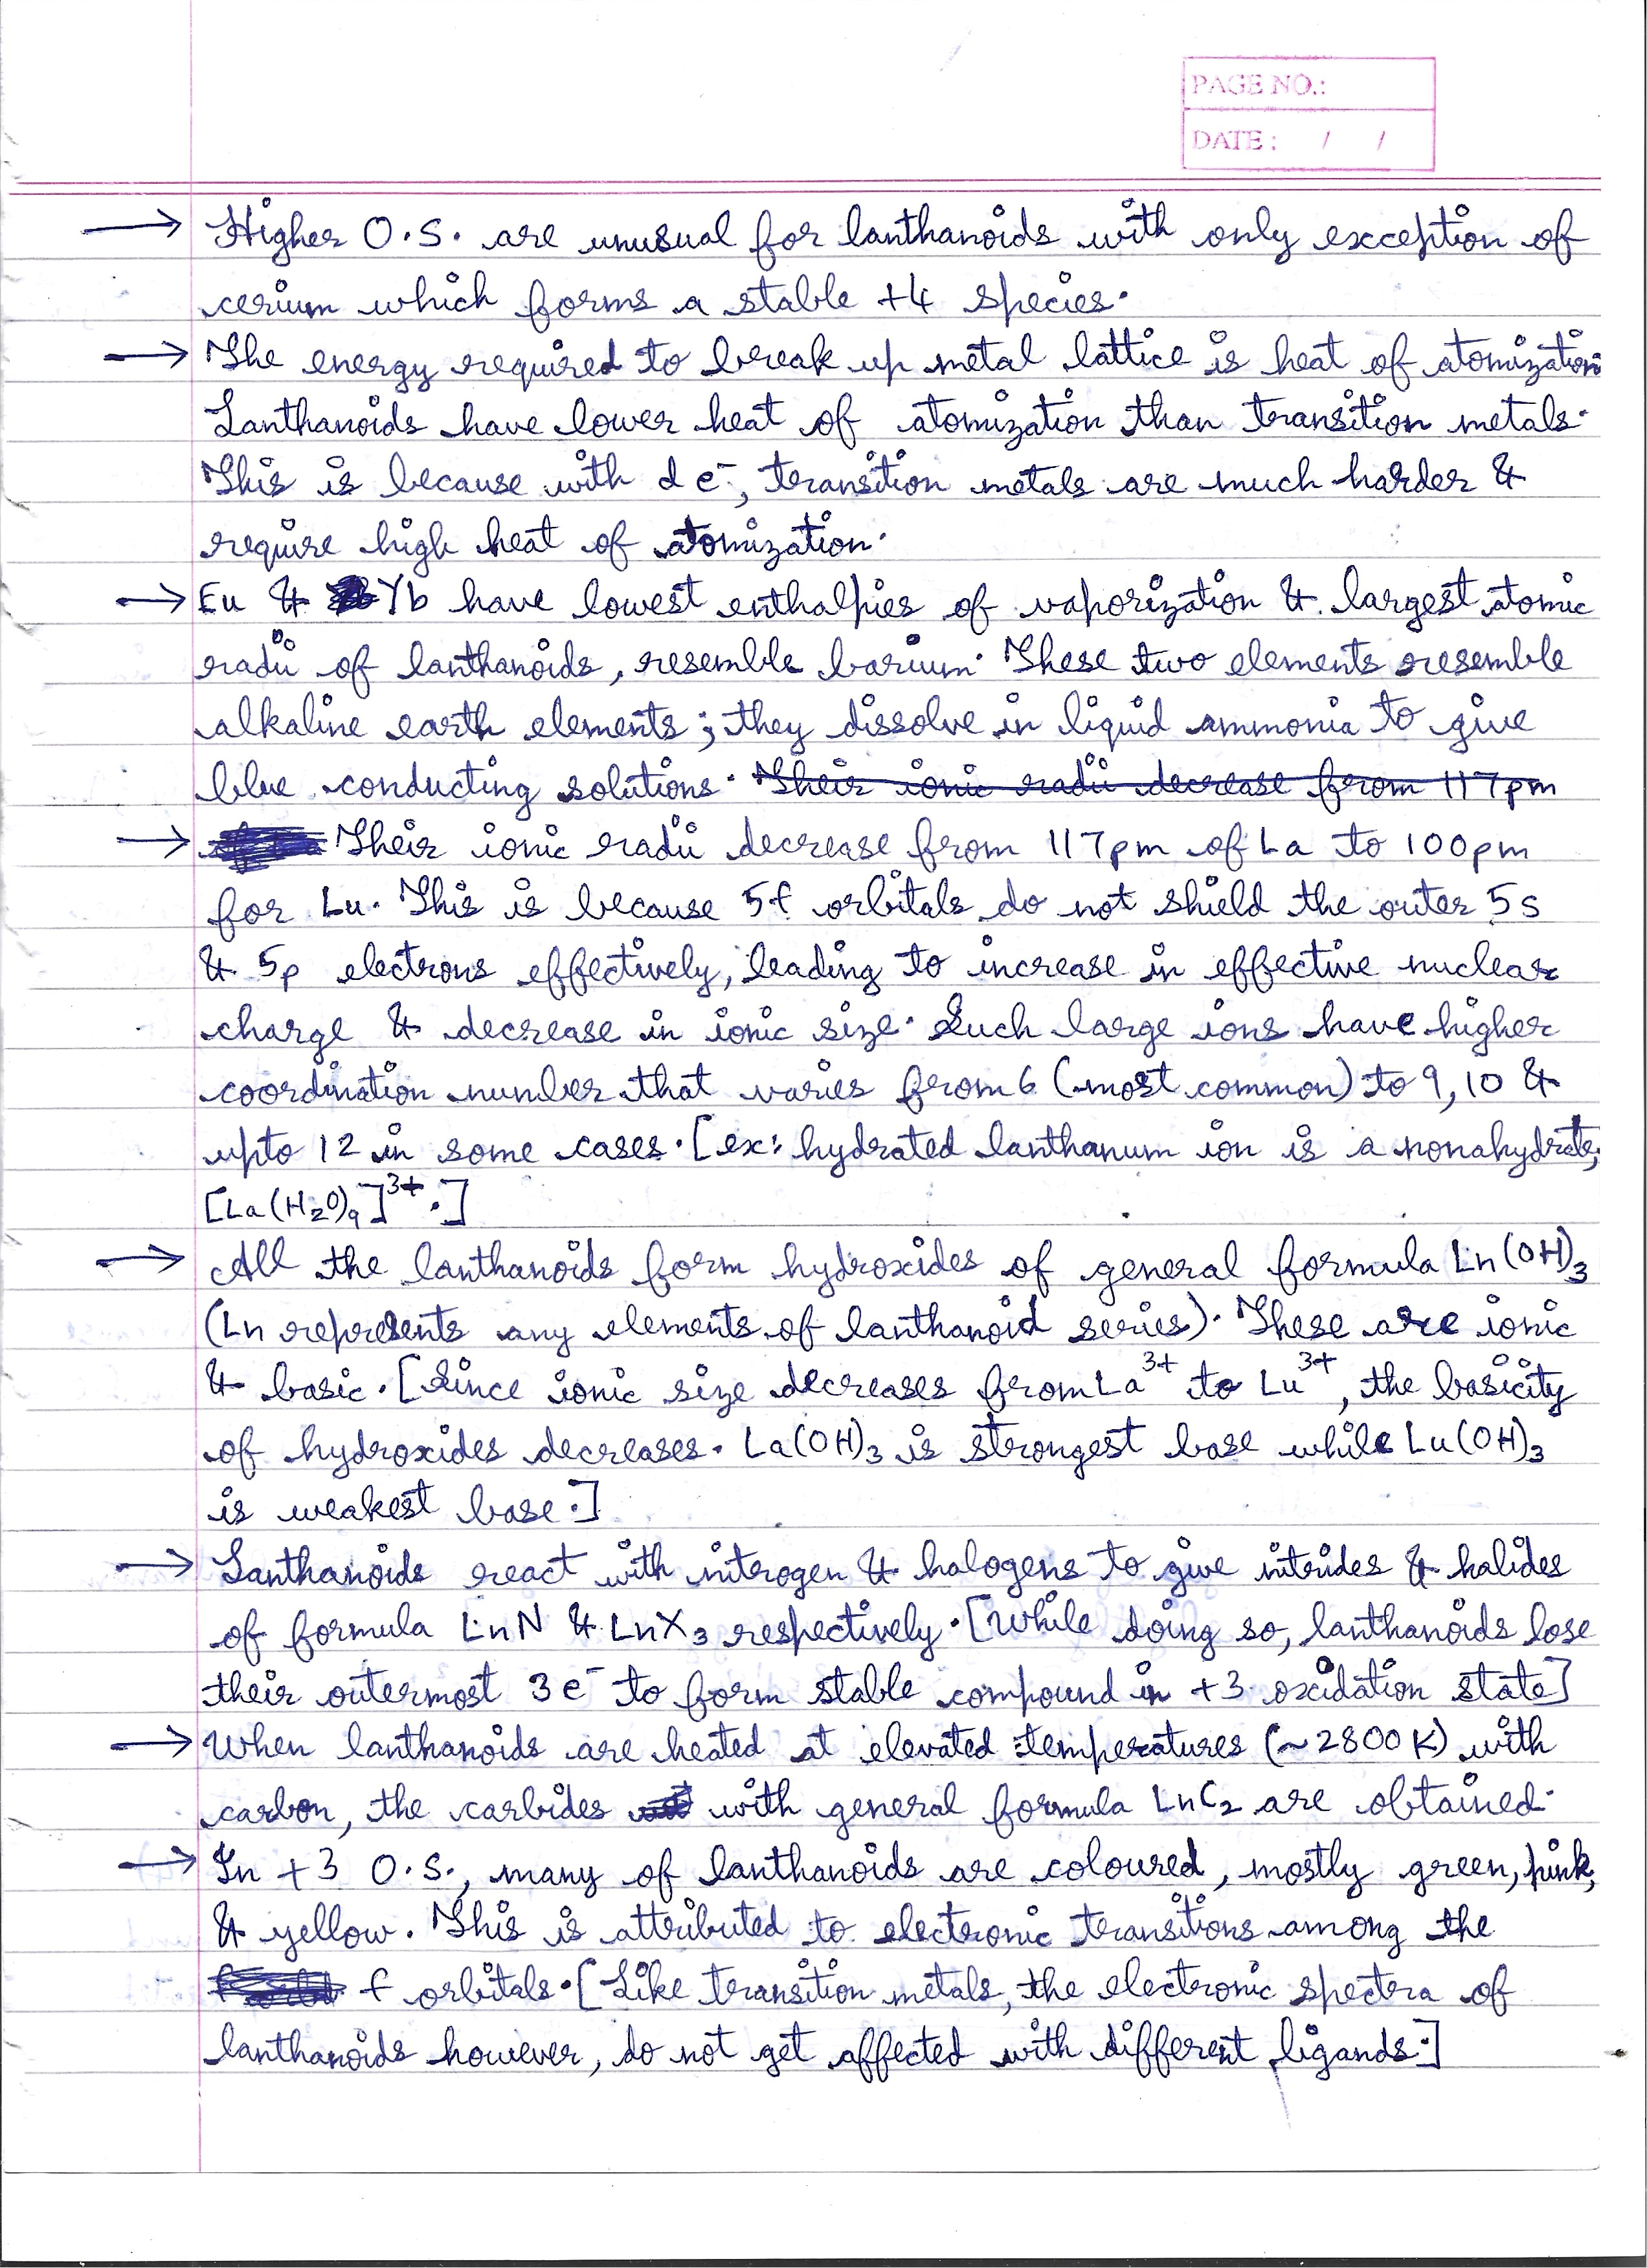 PAGE NO.:
DATE: / /
→ Higher O.S. are unusual for lanthanoids with only exception of
cerium which forms a stable +4 species.
→ The energy required to break up metal lattice is heat of atomization
Lanthanoids have lower heat of atomization than transition metals.
This is because with d e⁻, transition metals are much harder &
require high heat of atomization.
→ Eu & Yb have lowest enthalpies of vaporization & largest atomic
radii of lanthanoids, resemble barium. These two elements resemble
alkaline earth elements; they dissolve in liquid ammonia to give
blue conducting solutions. Their ionic radii decrease from 117pm
→ Their ionic radii decrease from 117pm of La to 100pm
for Lu. This is because 5f orbitals do not shield the outer 5s
& 5p electrons effectively, leading to increase in effective nuclear
charge & decrease in ionic size. Such large ions have higher
coordination number that varies from 6 (most common) to 9, 10 &
upto 12 in some cases. [ex: hydrated lanthanum ion is a nonahydrate,
[La(H₂O)₉]³⁺.]
→ All the lanthanoids form hydroxides of general formula Ln(OH)₃
(Ln represents any elements of lanthanoid series). These are ionic
& basic. [Since ionic size decreases from La³⁺ to Lu³⁺, the basicity
of hydroxides decreases. La(OH)₃ is strongest base while Lu(OH)₃
is weakest base.]
→ Lanthanoids react with nitrogen & halogens to give nitrides & halides
of formula LnN & LnX₃ respectively. [While doing so, lanthanoids lose
their outermost 3e⁻ to form stable compound in +3 oxidation state]
→ When lanthanoids are heated at elevated temperatures (~2800 K) with
carbon, the carbides with general formula LnC₂ are obtained.
→ In +3 O.S., many of lanthanoids are coloured, mostly green, pink,
& yellow. This is attributed to electronic transitions among the
f orbitals. [Like transition metals, the electronic spectra of
lanthanoids however, do not get affected with different ligands.]